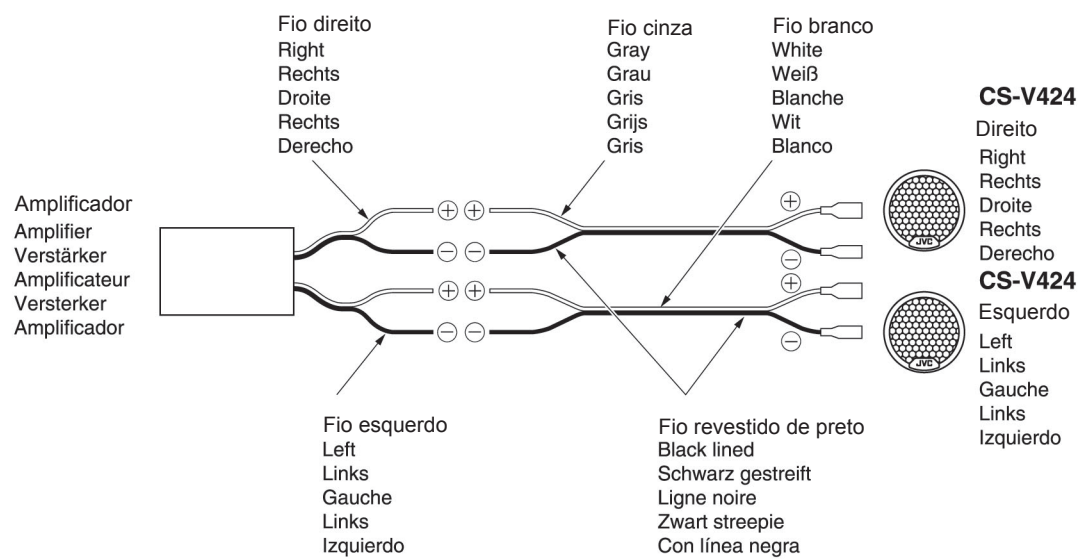 Fio direito
Right
Rechts
Droite
Rechts
Derecho
Fio cinza
Gray
Grau
Gris
Grijs
Gris
Fio branco
White
Weiß
Blanche
Wit
Blanco
Amplificador
Amplifier
Verstärker
Amplificateur
Versterker
Amplificador
+ +
- -
+ +
- -
+
-
+
-
JVC
CS-V424
Direito
Right
Rechts
Droite
Rechts
Derecho
JVC
CS-V424
Esquerdo
Left
Links
Gauche
Links
Izquierdo
Fio esquerdo
Left
Links
Gauche
Links
Izquierdo
Fio revestido de preto
Black lined
Schwarz gestreift
Ligne noire
Zwart streepie
Con línea negra